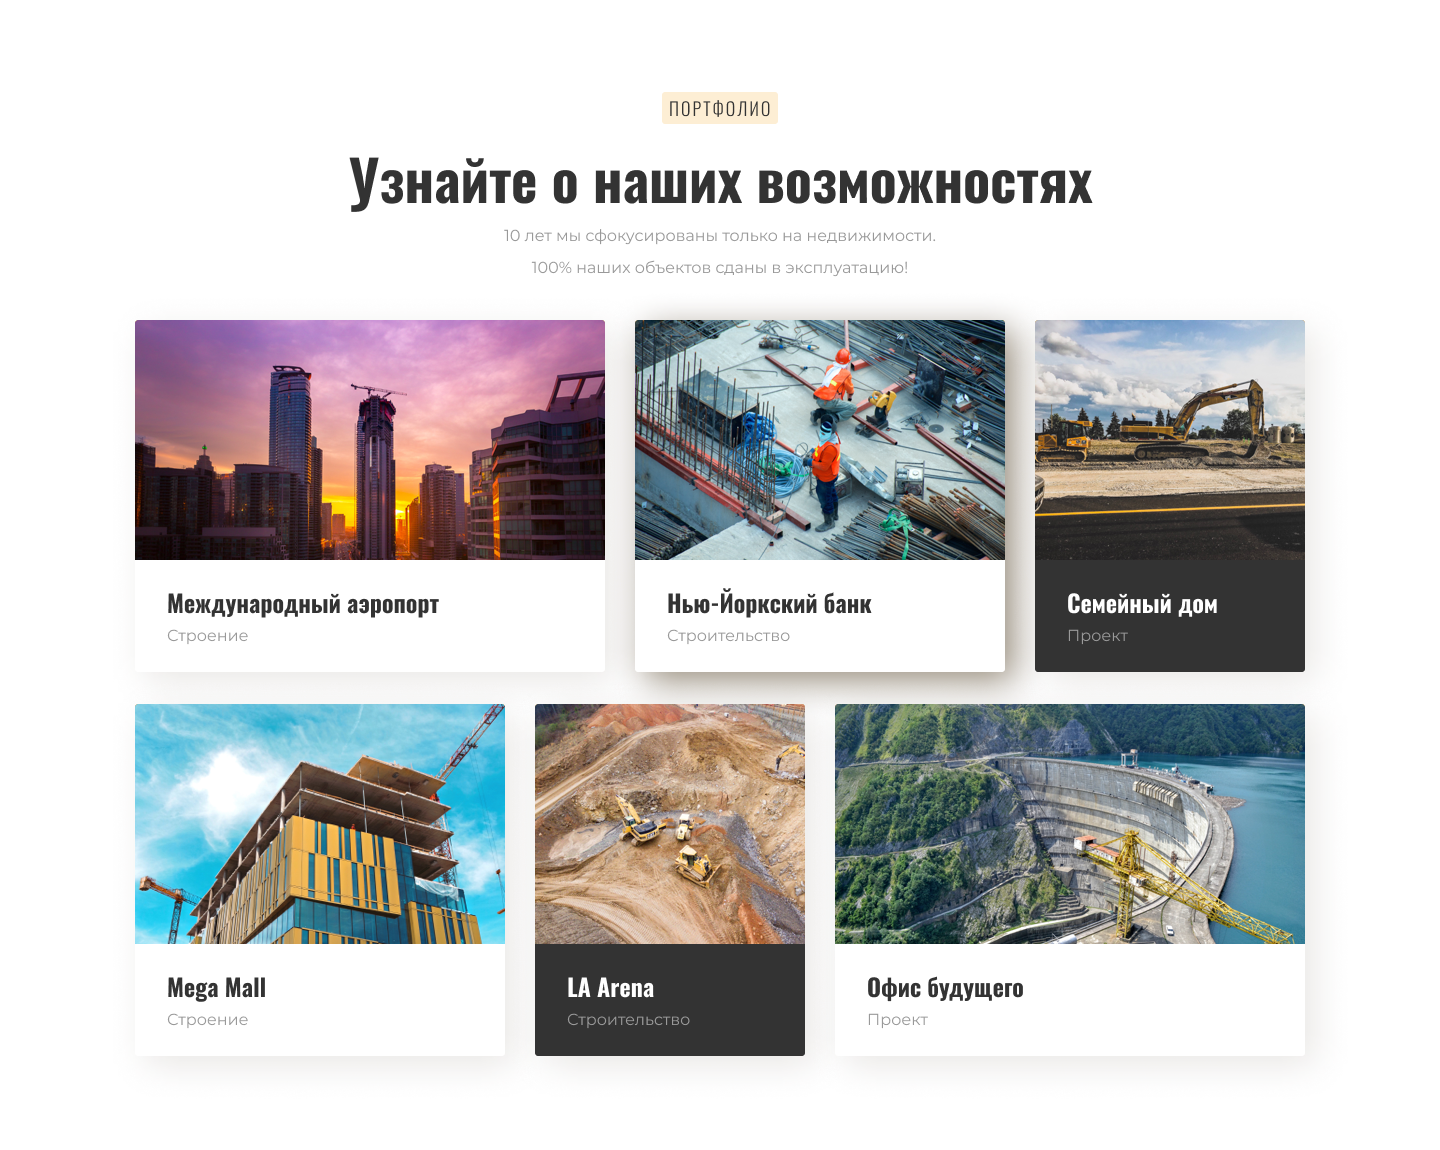 ПОРТФОЛИО
Узнайте о наших возможностях
10 лет мы сфокусированы только на недвижимости.
100% наших объектов сданы в эксплуатацию!
Международный аэропорт
Строение
Нью-Йоркский банк
Строительство
Семейный дом
Проект
Mega Mall
Строение
LA Arena
Строительство
Офис будущего
Проект